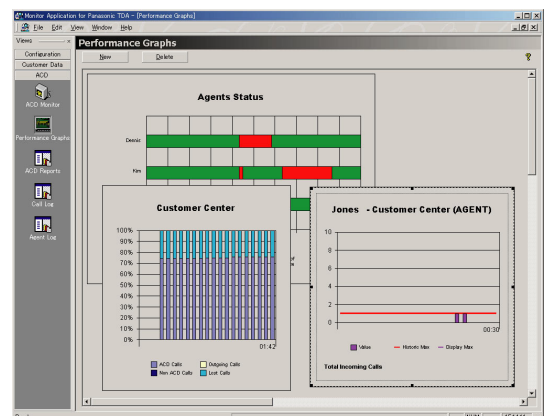 Monitor Application for Panasonic TDA - [Performance Graphs]
File Edit View Window Help
Views
Configuration
Customer Data
ACD
ACD Monitor
Performance Graphs
ACD Reports
Call Log
Agent Log
Performance Graphs
New Delete
Agents Status
Dennis
Kim
Customer Center
100%
90%
80%
70%
60%
50%
40%
30%
20%
10%
0%
01:42
ACD Calls
Outgoing Calls
Non ACD Calls
Lost Calls
Jones - Customer Center (AGENT)
10
8
6
4
2
0
00:30
Value
Historic Max
Display Max
Total Incoming Calls